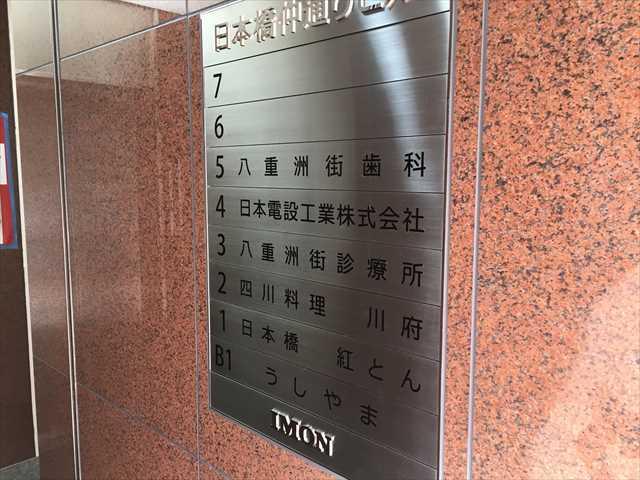 日本橋仲通りビル
7
6
5 八重洲街歯科
4 日本電設工業株式会社
3 八重洲街診療所
2 四川料理 川府
1 日本橋 紅とん
B1 うしやま
IMON